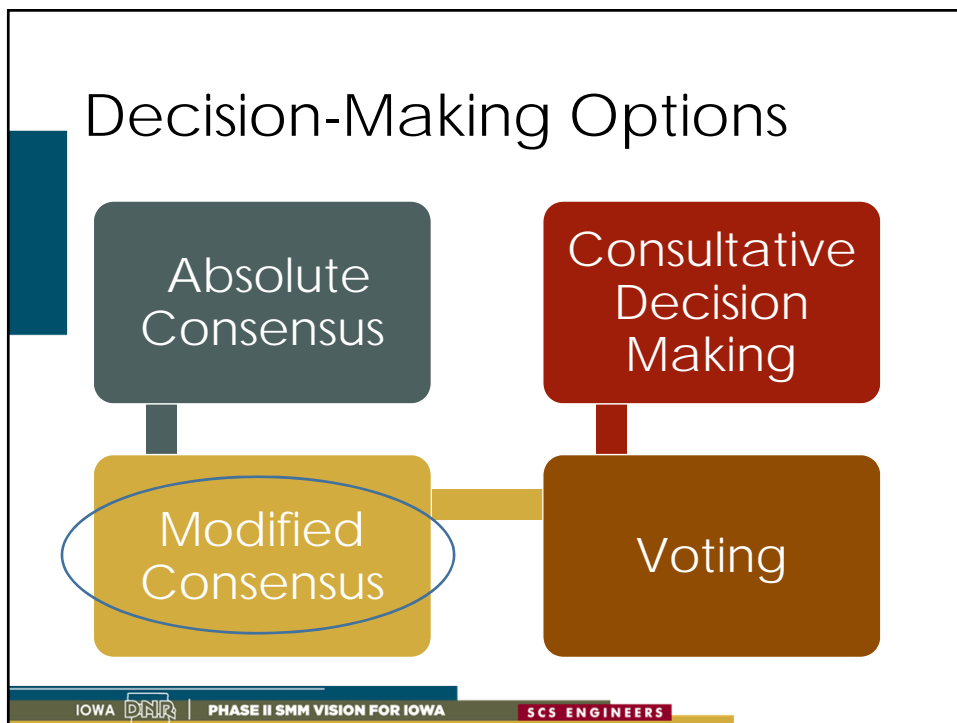 Decision-Making Options
Absolute
Consensus
Modified
Consensus
Voting
Consultative
Decision
Making
IOWA DNR | PHASE II SMM VISION FOR IOWA SCS ENGINEERS